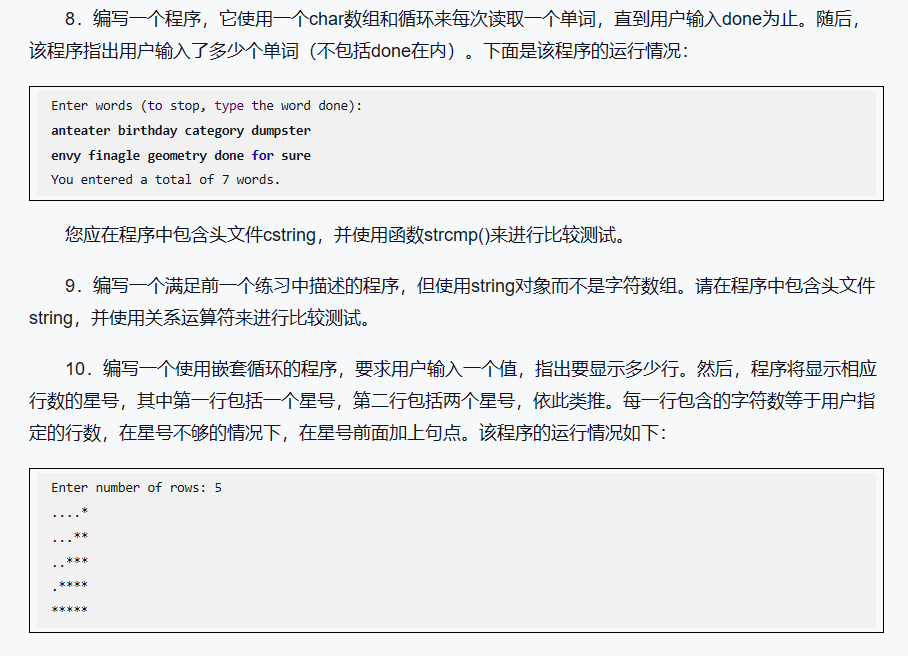 8．编写一个程序，它使用一个char数组和循环来每次读取一个单词，直到用户输入done为止。随后，
该程序指出用户输入了多少个单词（不包括done在内）。下面是该程序的运行情况：
Enter words (to stop, type the word done):
anteater birthday category dumpster
envy finagle geometry done for sure
You entered a total of 7 words.
您应在程序中包含头文件cstring，并使用函数strcmp()来进行比较测试。
9．编写一个满足前一个练习中描述的程序，但使用string对象而不是字符数组。请在程序中包含头文件
string，并使用关系运算符来进行比较测试。
10．编写一个使用嵌套循环的程序，要求用户输入一个值，指出要显示多少行。然后，程序将显示相应
行数的星号，其中第一行包括一个星号，第二行包括两个星号，依此类推。每一行包含的字符数等于用户指
定的行数，在星号不够的情况下，在星号前面加上句点。该程序的运行情况如下：
Enter number of rows: 5
....*
...**
..***
.****
*****